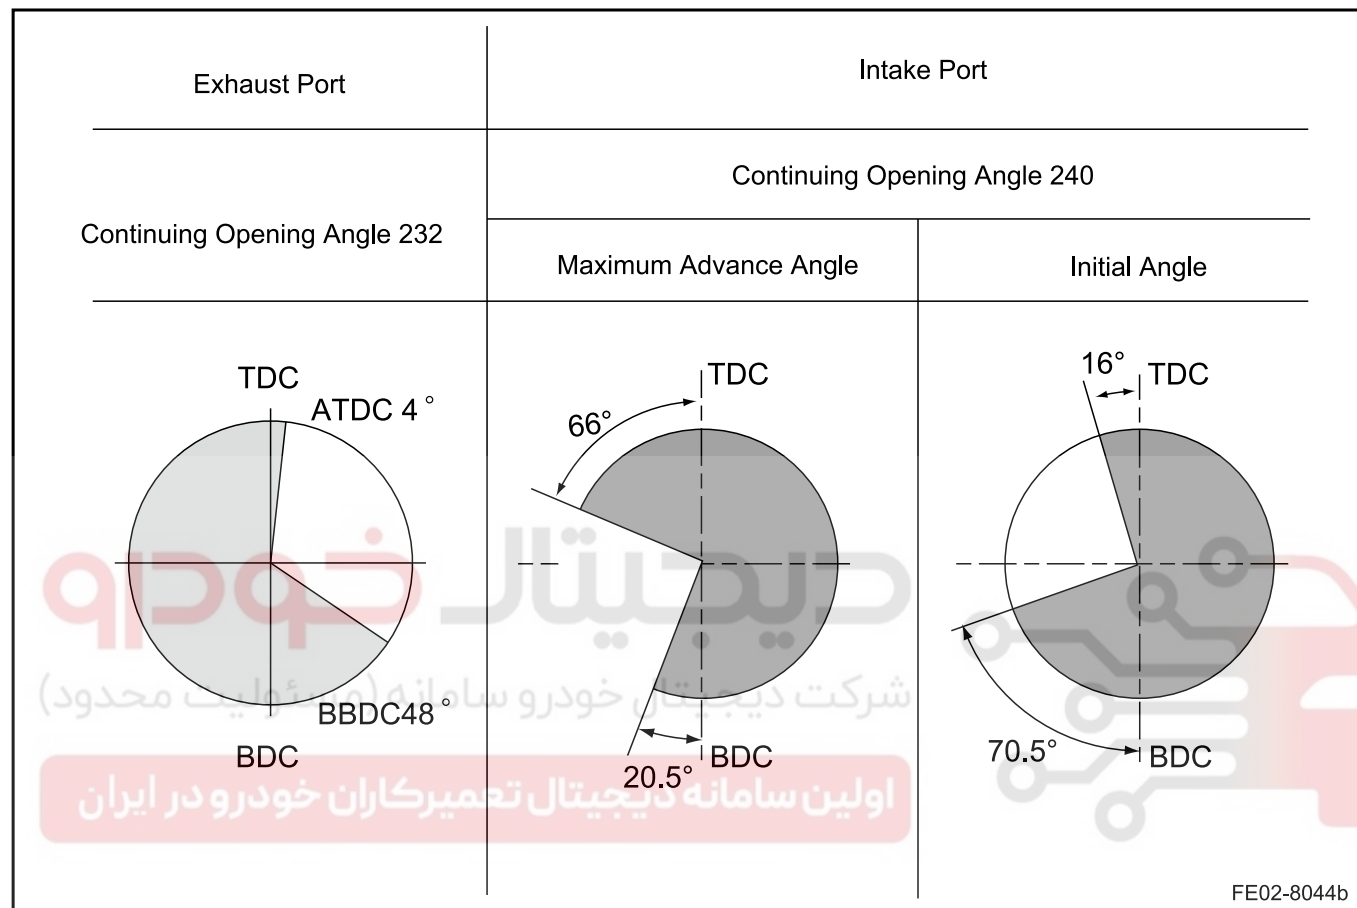 Exhaust Port
Intake Port
Continuing Opening Angle 232
Continuing Opening Angle 240
Maximum Advance Angle
Initial Angle
TDC
ATDC 4°
BBDC48°
BDC
TDC
66°
20.5°
BDC
16°
TDC
70.5°
BDC
دیجیتال خودرو
شرکت دیجیتال خودرو سامانه (مسئولیت محدود)
اولین سامانه دیجیتال تعمیرکاران خودرو در ایران
FE02-8044b